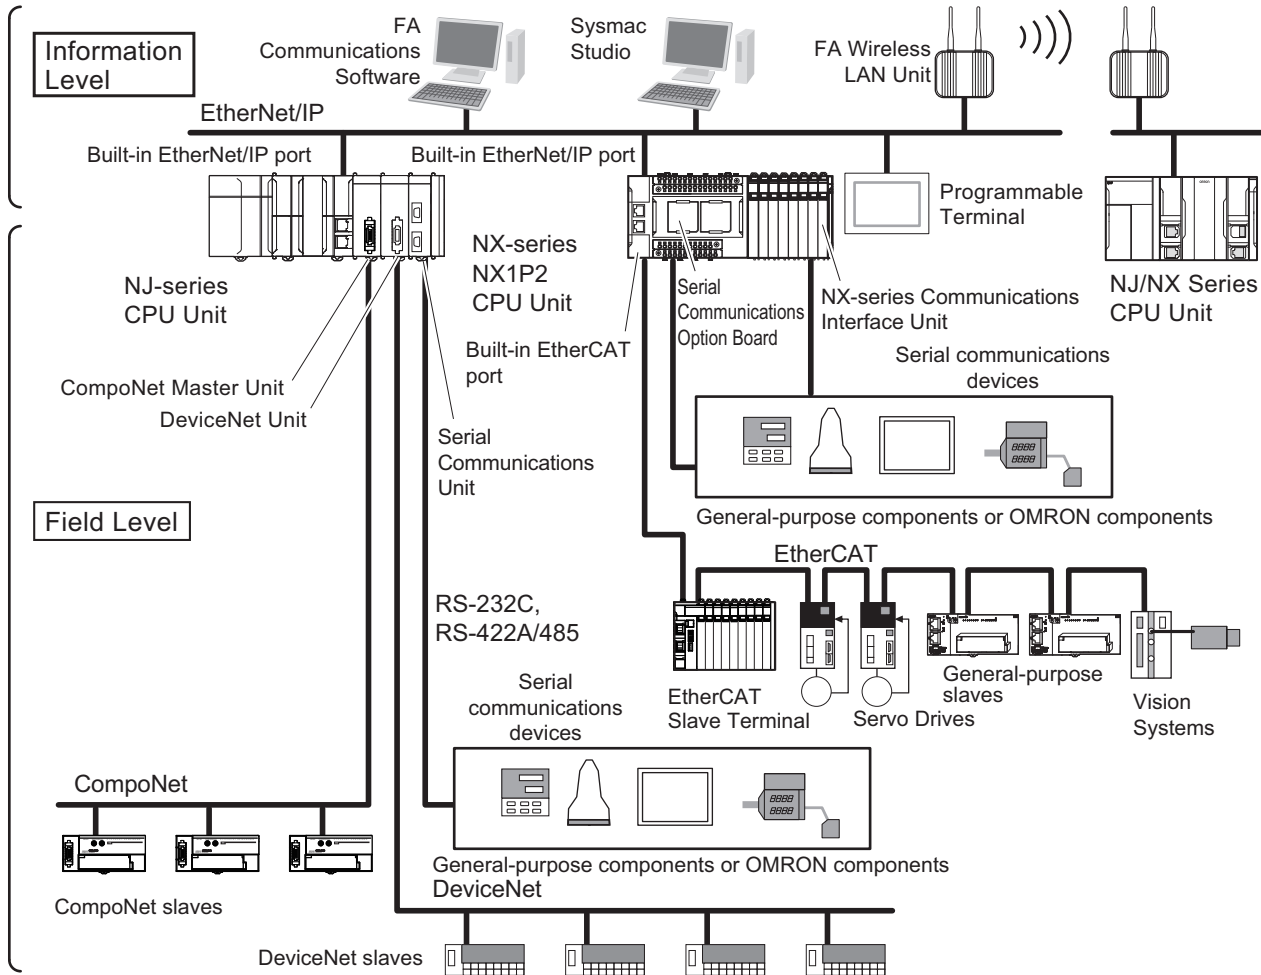 Information
Level
FA
Communications
Software
Sysmac
Studio
FA Wireless
LAN Unit
EtherNet/IP
Built-in EtherNet/IP port
Built-in EtherNet/IP port
Programmable
Terminal
NJ-series
CPU Unit
NX-series
NX1P2
CPU Unit
Serial
Communications
Option Board
NX-series Communications
Interface Unit
NJ/NX Series
CPU Unit
Built-in EtherCAT
port
CompoNet Master Unit
DeviceNet Unit
Serial
Communications
Unit
Serial communications
devices
8888
8888
General-purpose components or OMRON components
Field Level
EtherCAT
RS-232C,
RS-422A/485
EtherCAT
Slave Terminal
Servo Drives
General-purpose
slaves
Vision
Systems
Serial
communications
devices
8888
8888
General-purpose components or OMRON components
CompoNet
CompoNet slaves
DeviceNet
DeviceNet slaves